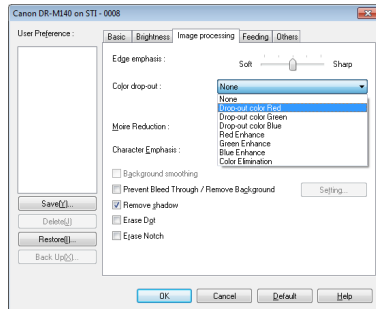 Canon DR-M140 on STI - 0008
User Preference :
Save(Y)...
Delete(J)
Restore(I)...
Back Up(X)...
Basic
Brightness
Image processing
Feeding
Others
Edge emphasis :
Soft
Sharp
Color drop-out :
None
None
Drop-out color Red
Drop-out color Green
Drop-out color Blue
Red Enhance
Green Enhance
Blue Enhance
Color Elimination
Moire Reduction :
Character Emphasis :
Background smoothing
Prevent Bleed Through / Remove Background
Setting...
Remove shadow
Erase Dot
Erase Notch
OK
Cancel
Default
Help